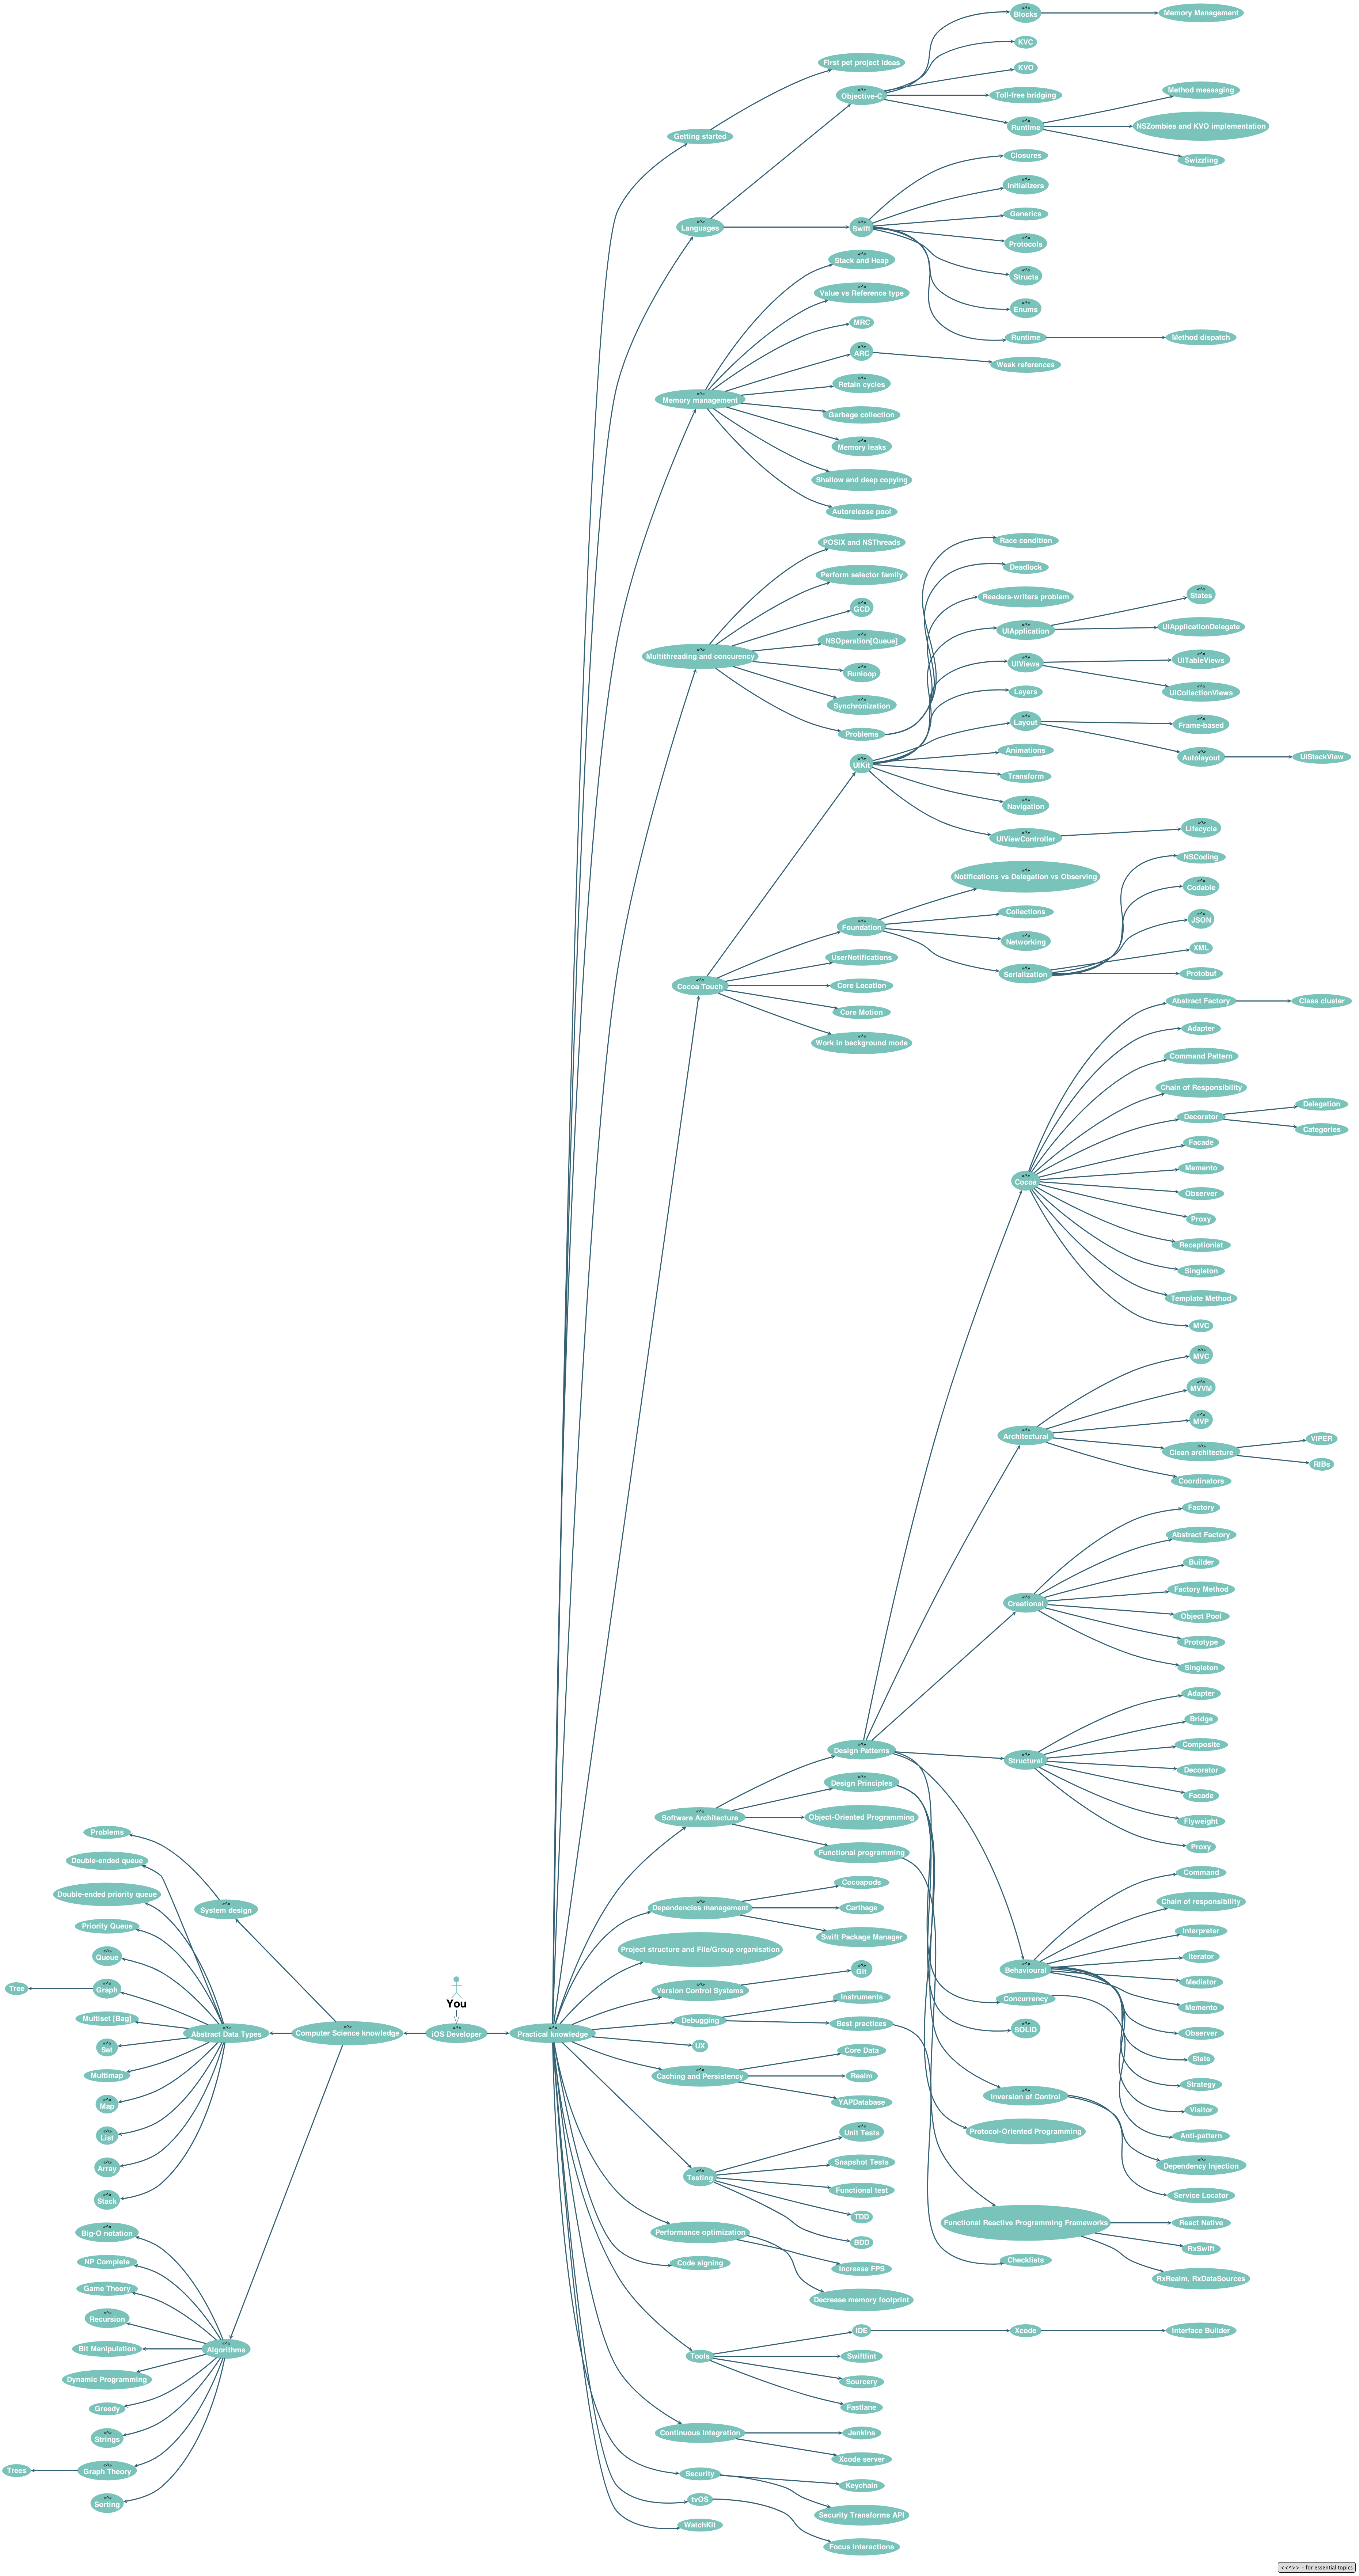 «*»
Blocks
Memory Management
KVC
KVO
First pet project ideas
Method messaging
«*»
Objective-C
Toll-free bridging
«*»
Runtime
NSZombies and KVO implementation
Getting started
Swizzling
Closures
«*»
Initializers
Generics
«*»
Protocols
«*»
Languages
«*»
Swift
«*»
Structs
«*»
Enums
Runtime
Method dispatch
«*»
Stack and Heap
«*»
Value vs Reference type
MRC
«*»
ARC
Weak references
«*»
Memory management
«*»
Retain cycles
Garbage collection
«*»
Memory leaks
Shallow and deep copying
Autorelease pool
POSIX and NSThreads
Perform selector family
«*»
GCD
NSOperation[Queue]
«*»
Multithreading and concurency
«*»
Runloop
«*»
Synchronization
Problems
Race condition
Deadlock
Readers-writers problem
«*»
UIApplication
«*»
States
UIApplicationDelegate
«*»
UIViews
«*»
UITableViews
«*»
UICollectionViews
Layers
«*»
Layout
«*»
Frame-based
«*»
Autolayout
UIStackView
«*»
UIKit
Animations
Transform
«*»
Navigation
«*»
UIViewController
«*»
Lifecycle
«*»
Notifications vs Delegation vs Observing
NSCoding
«*»
Codable
«*»
Foundation
Collections
«*»
JSON
«*»
Networking
XML
«*»
Serialization
Protobuf
UserNotifications
«*»
Cocoa Touch
Core Location
Core Motion
«*»
Work in background mode
Abstract Factory
Class cluster
Adapter
Command Pattern
Chain of Responsibility
Decorator
Delegation
Categories
Facade
Memento
«*»
Cocoa
Observer
Proxy
Receptionist
Singleton
Template Method
MVC
«*»
MVC
«*»
MVVM
«*»
MVP
«*»
Architectural
«*»
Clean architecture
VIPER
RIBs
Coordinators
Factory
Abstract Factory
Builder
Factory Method
«*»
Creational
Object Pool
Prototype
Singleton
Adapter
Bridge
Composite
«*»
Design Patterns
«*»
Structural
Decorator
Facade
Flyweight
Proxy
«*»
Design Principles
«*»
Software Architecture
Object-Oriented Programming
«*»
Functional programming
Command
Chain of responsibility
Interpreter
Iterator
«*»
Behavioural
Mediator
Memento
Observer
State
Strategy
Visitor
Anti-pattern
Concurrency
«*»
SOLID
«*»
Inversion of Control
«*»
Dependency Injection
Service Locator
Protocol-Oriented Programming
Functional Reactive Programming Frameworks
React Native
RxSwift
RxRealm, RxDataSources
Checklists
Cocoapods
«*»
Dependencies management
Carthage
Swift Package Manager
Project structure and File/Group organisation
«*»
Version Control Systems
«*»
Git
Debugging
Instruments
Best practices
«*»
Practical knowledge
UX
«*»
Caching and Persistency
Core Data
Realm
YAPDatabase
«*»
Testing
«*»
Unit Tests
Snapshot Tests
Functional test
TDD
BDD
Performance optimization
Increase FPS
Decrease memory footprint
Code signing
Tools
IDE
Xcode
Interface Builder
Swiftlint
Sourcery
Fastlane
«*»
Continuous Integration
Jenkins
Xcode server
Security
Keychain
Security Transforms API
tvOS
Focus interactions
WatchKit
You
«*»
iOS Developer
«*»
Computer Science knowledge
«*»
System design
Problems
«*»
Abstract Data Types
Double-ended queue
Double-ended priority queue
Priority Queue
«*»
Queue
Graph
Tree
Multiset [Bag]
«*»
Set
Multimap
«*»
Map
«*»
List
«*»
Array
«*»
Stack
«*»
Algorithms
«*»
Big-O notation
NP Complete
Game Theory
«*»
Recursion
Bit Manipulation
Dynamic Programming
Greedy
«*»
Strings
«*»
Graph Theory
Trees
«*»
Sorting
<<*>> – for essential topics